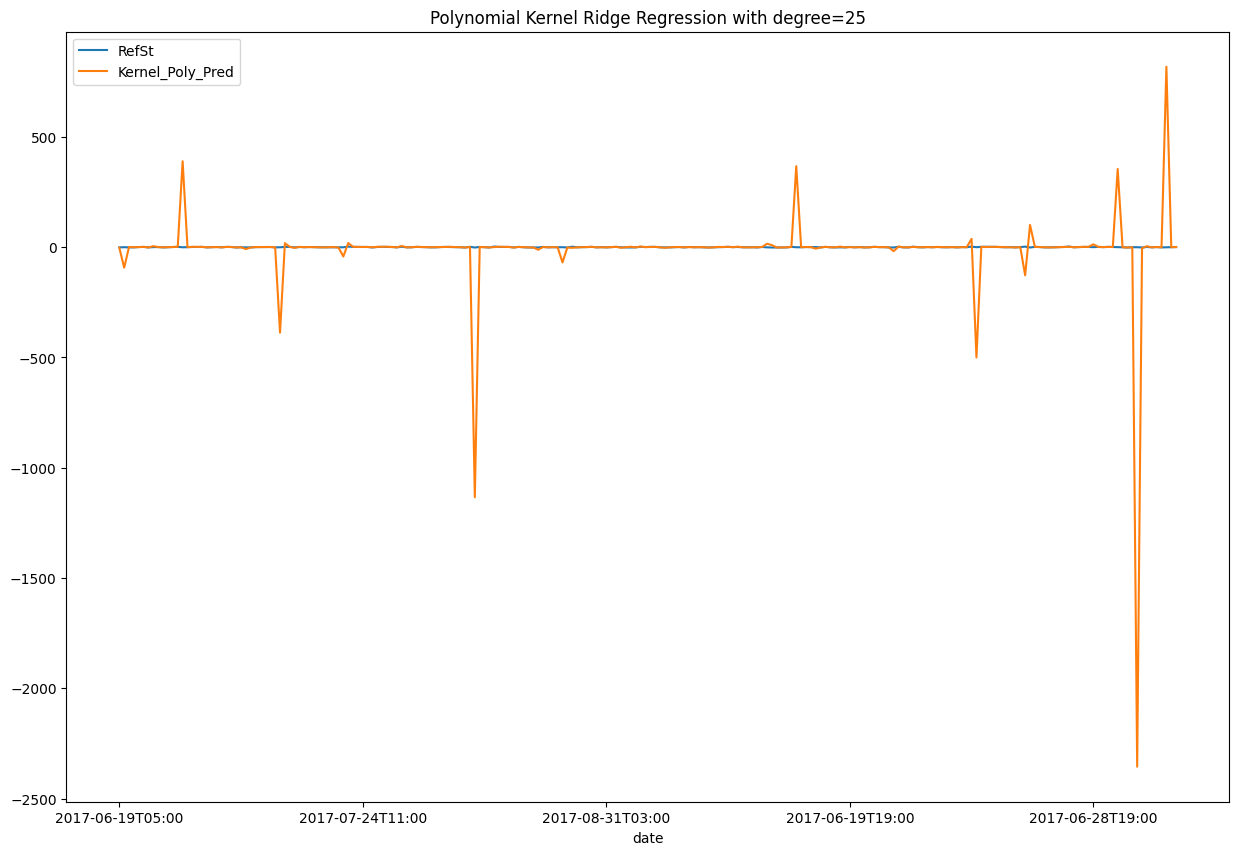 Polynomial Kernel Ridge Regression with degree=25
RefSt
Kernel_Poly_Pred
500
0
−500
−1000
−1500
−2000
−2500
2017-06-19T05:00
2017-07-24T11:00
2017-08-31T03:00
2017-06-19T19:00
2017-06-28T19:00
date